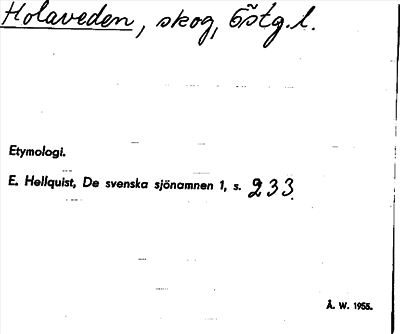 Holaveden, skog, Östg.l.
Etymologi.
E. Hellquist, De svenska sjönamnen 1, s. 233.
Å. W. 1955.